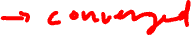 → converged